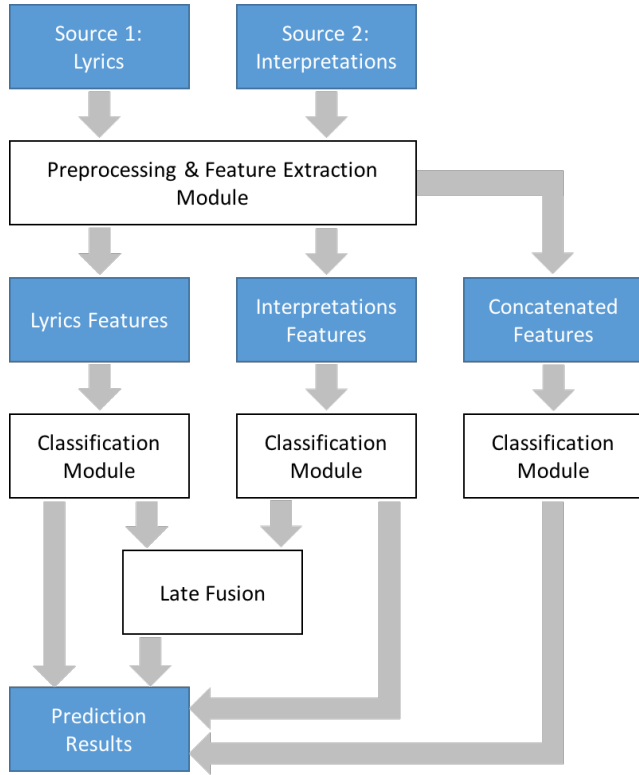 Source 1:
Lyrics
Source 2:
Interpretations
Preprocessing & Feature Extraction
Module
Lyrics Features
Interpretations
Features
Concatenated
Features
Classification
Module
Classification
Module
Classification
Module
Late Fusion
Prediction
Results